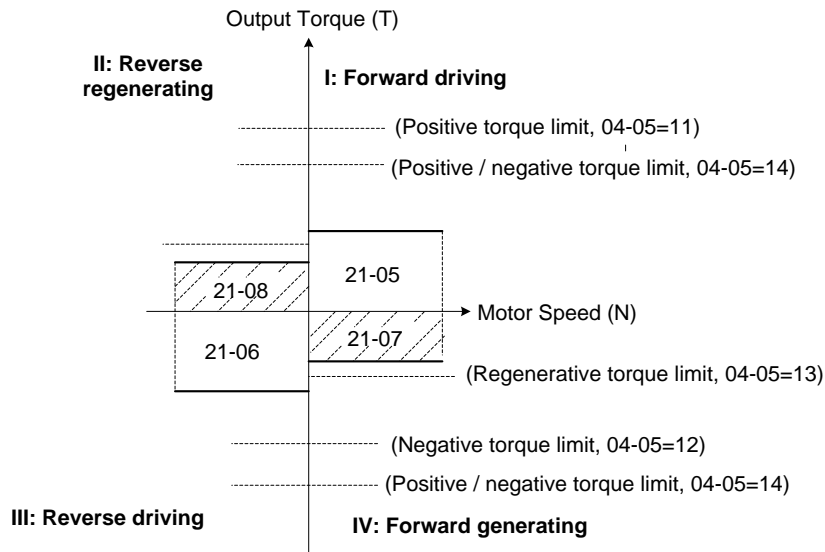 Output Torque (T)
II: Reverse
regenerating
I: Forward driving
(Positive torque limit, 04-05=11)
(Positive / negative torque limit, 04-05=14)
21-05
21-08
Motor Speed (N)
21-07
21-06
(Regenerative torque limit, 04-05=13)
(Negative torque limit, 04-05=12)
(Positive / negative torque limit, 04-05=14)
III: Reverse driving
IV: Forward generating